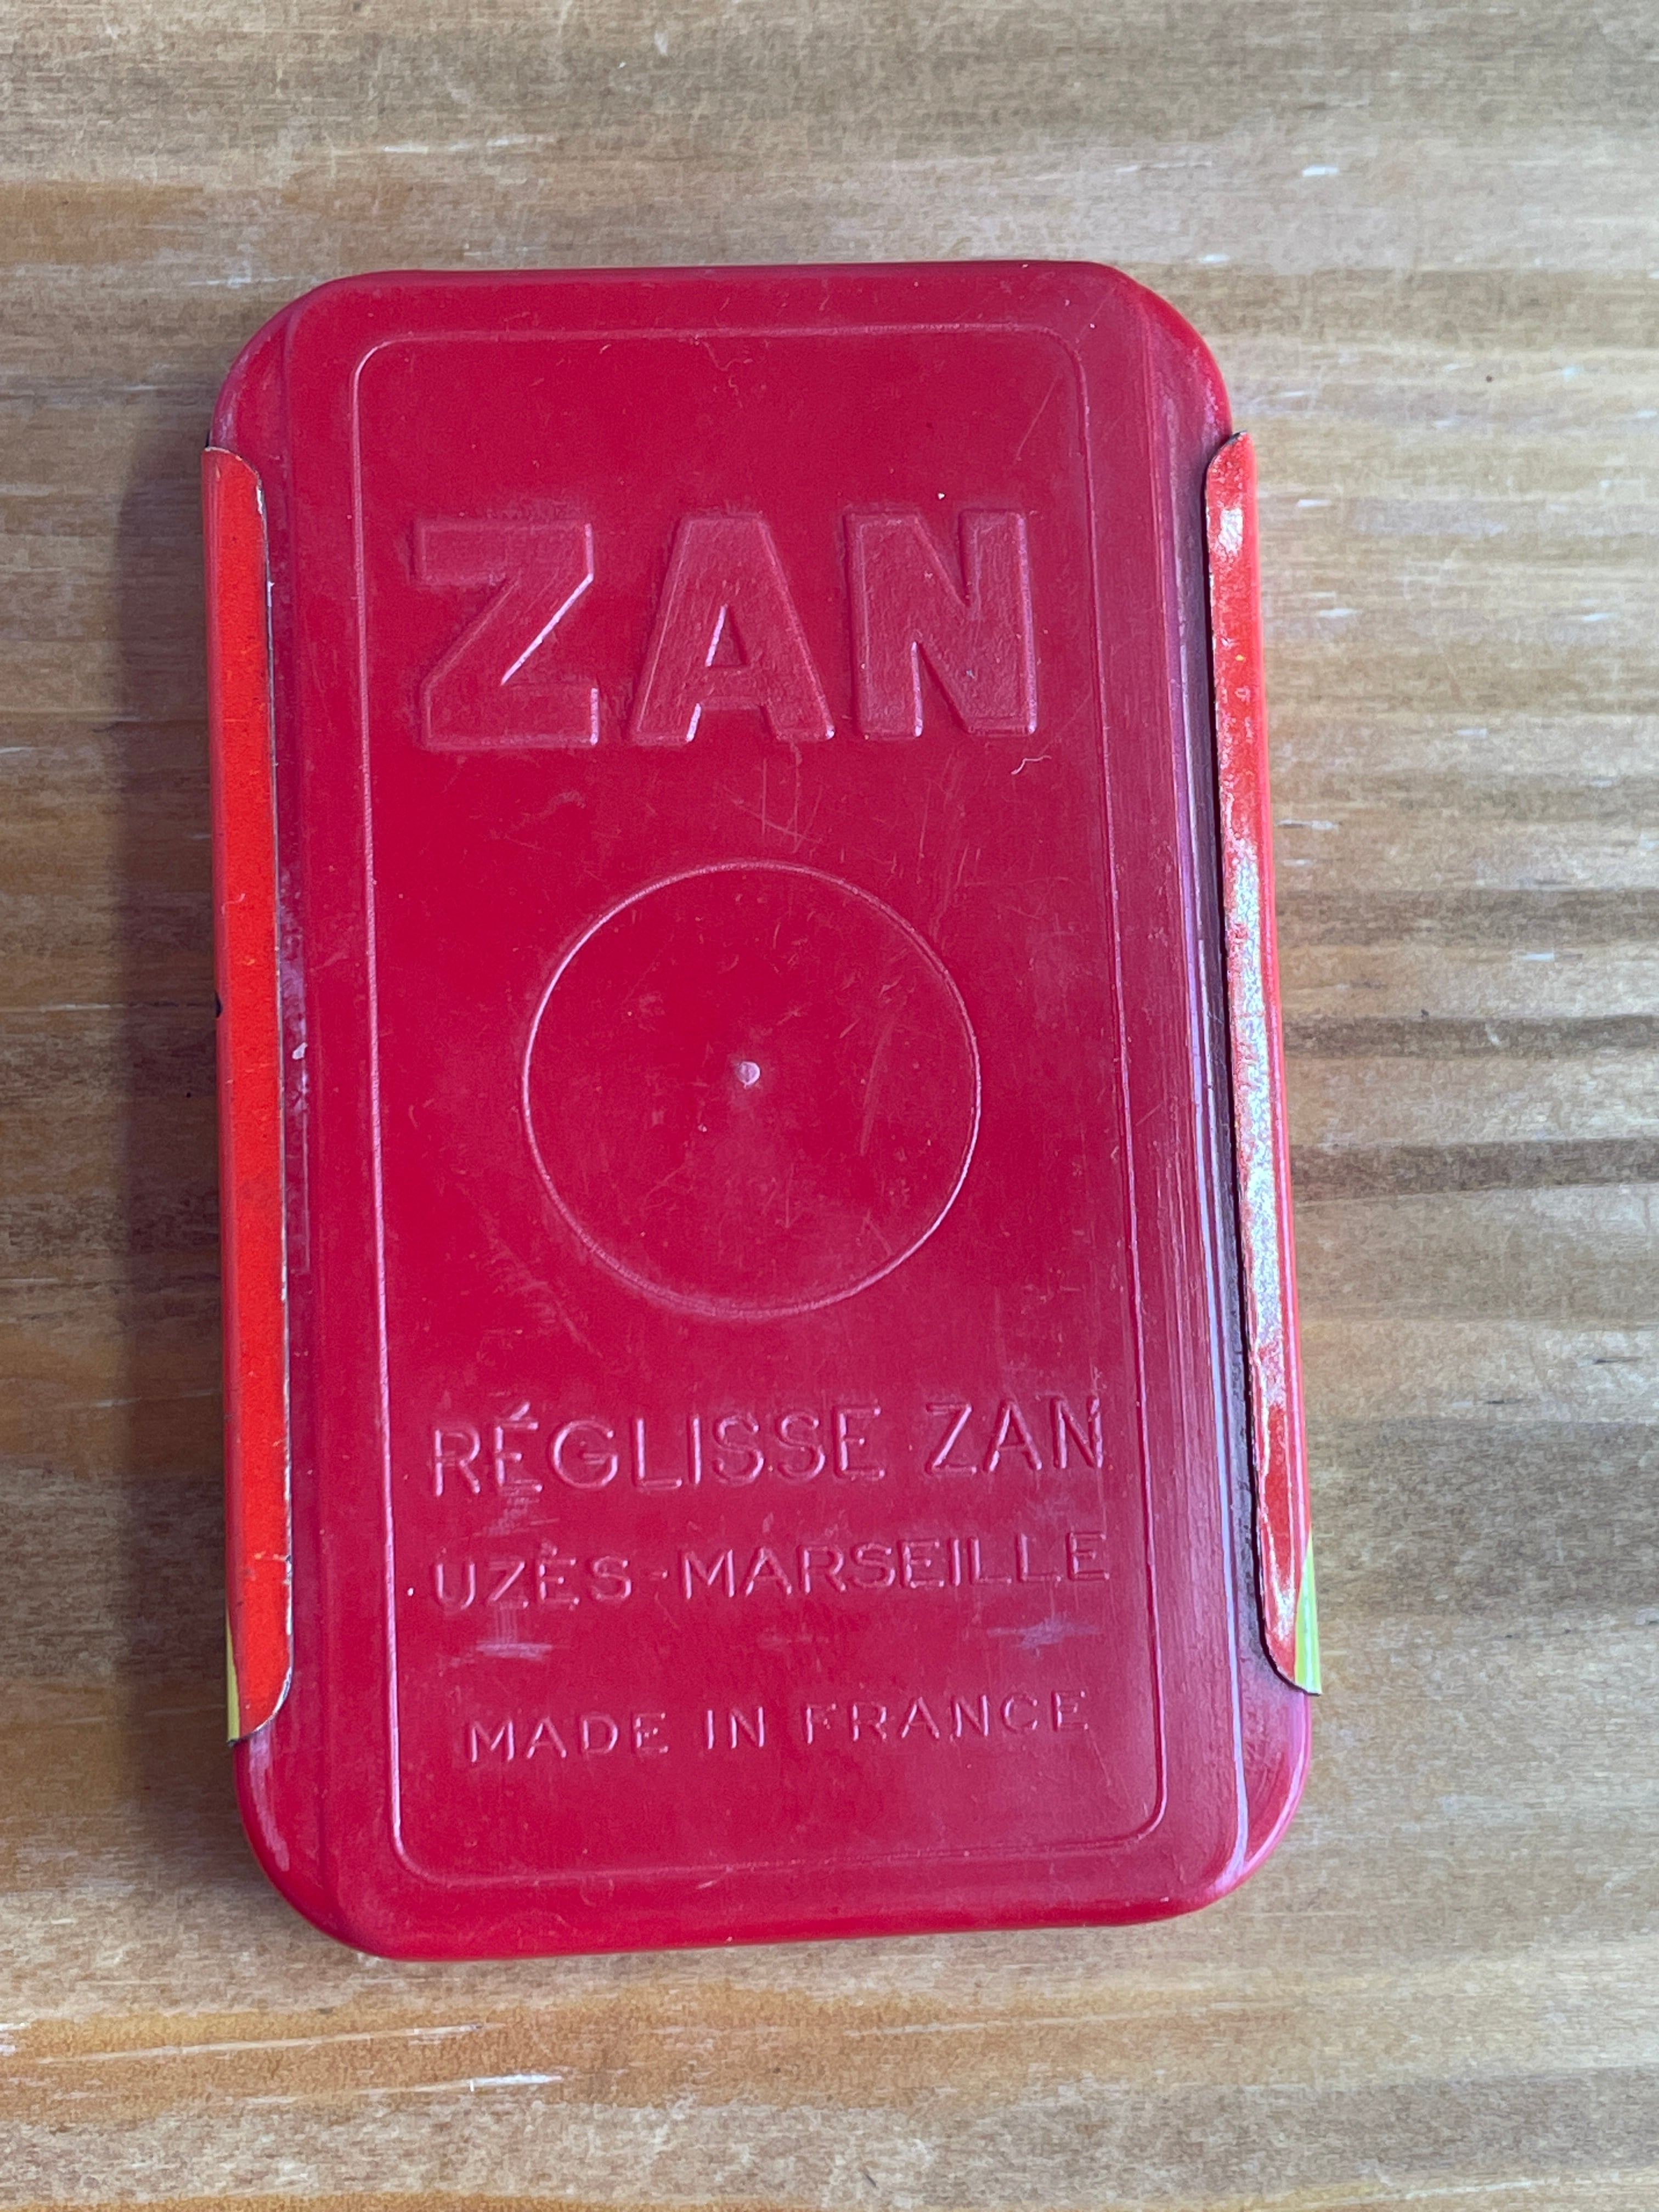 ZAN
RÉGLISSE ZAN
UZÈS-MARSEILLE
MADE IN FRANCE